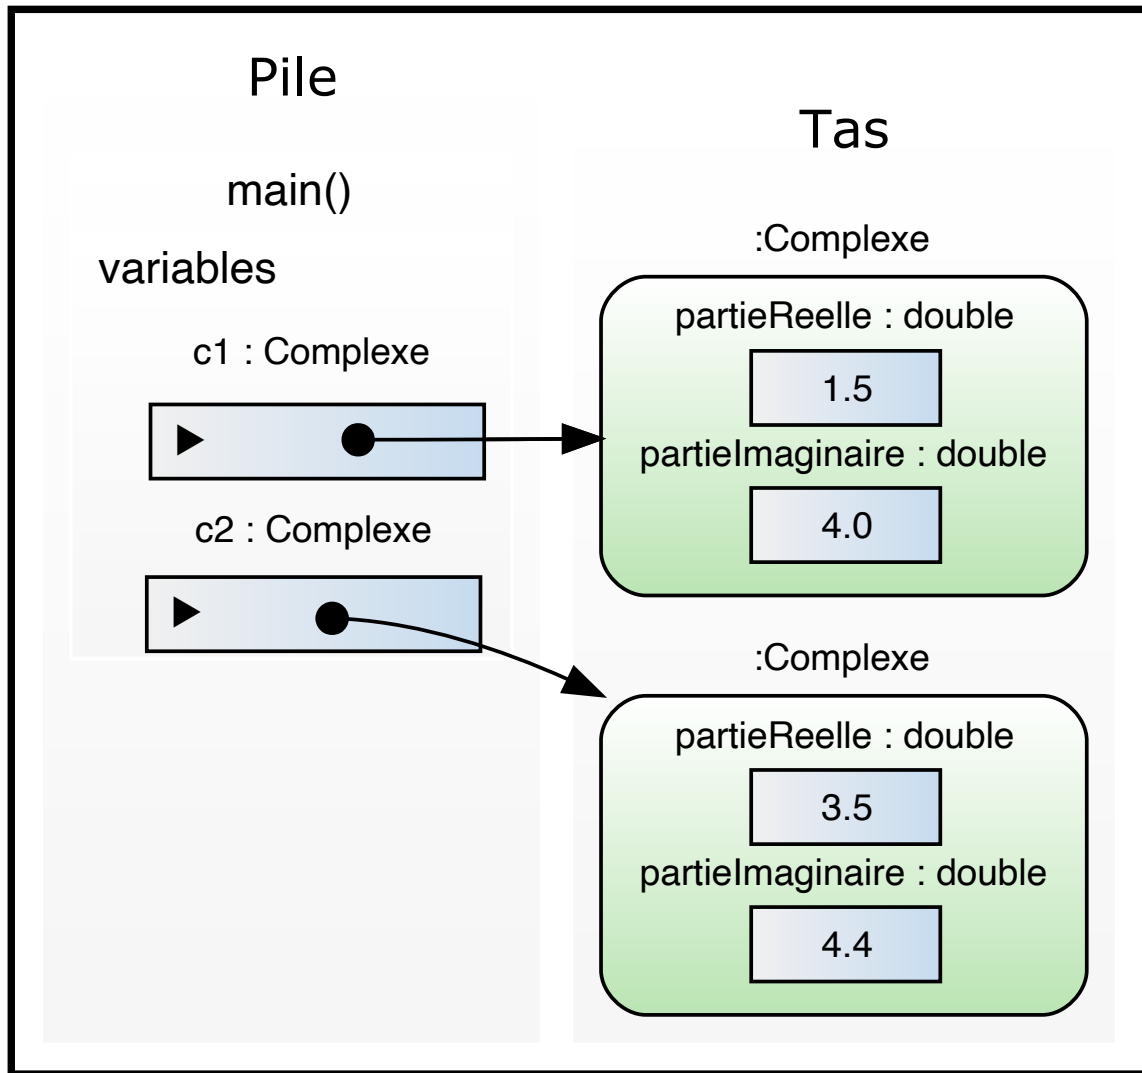 Pile
main()
variables
c1 : Complexe
c2 : Complexe
Tas
:Complexe
partieReelle : double
1.5
partieImaginaire : double
4.0
:Complexe
partieReelle : double
3.5
partieImaginaire : double
4.4